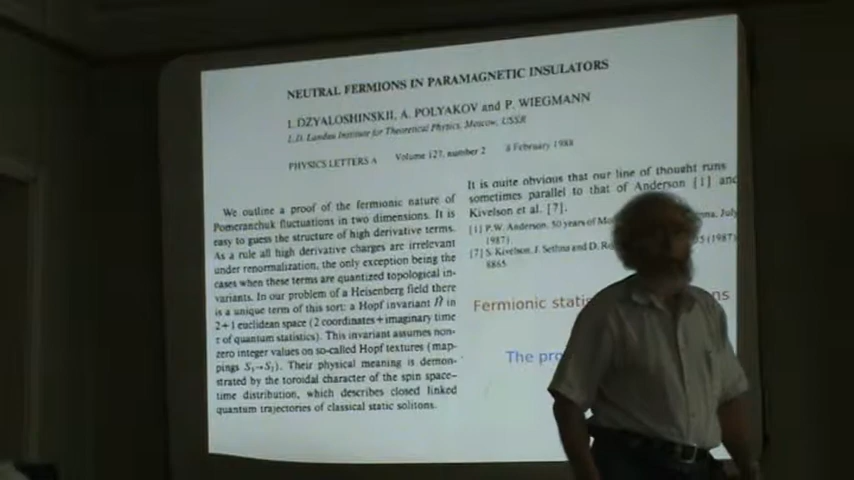 NEUTRAL FERMIONS IN PARAMAGNETIC INSULATORS
I. DZYALOSHINSKII, A. POLYAKOV and P. WIEGMANN
L.D. Landau Institute for Theoretical Physics, Moscow, USSR
PHYSICS LETTERS A Volume 127, number 2 8 February 1988
We outline a proof of the fermionic nature of
Pomeranchuk fluctuations in two dimensions. It is
easy to guess the structure of high derivative terms.
As a rule all high derivative charges are irrelevant
under renormalization, the only exception being the
cases when these terms are quantized topological in-
variants. In our problem of a Heisenberg field there
is a unique term of this sort: a Hopf invariant H in
2+1 euclidean space (2 coordinates+imaginary time
τ of quantum statistics). This invariant assumes non-
zero integer values on so-called Hopf textures (map-
pings S₃→S₂). Their physical meaning is demon-
strated by the toroidal character of the spin space-
time distribution, which describes closed linked
quantum trajectories of classical static solitons.
It is quite obvious that our line of thought runs
sometimes parallel to that of Anderson [1] and
Kivelson et al. [7].
[1] P.W. Anderson, 50 years of July
1987)
[7] S. Kivelson, J. Sethna and D. (1987)
8865.
Fermionic
The